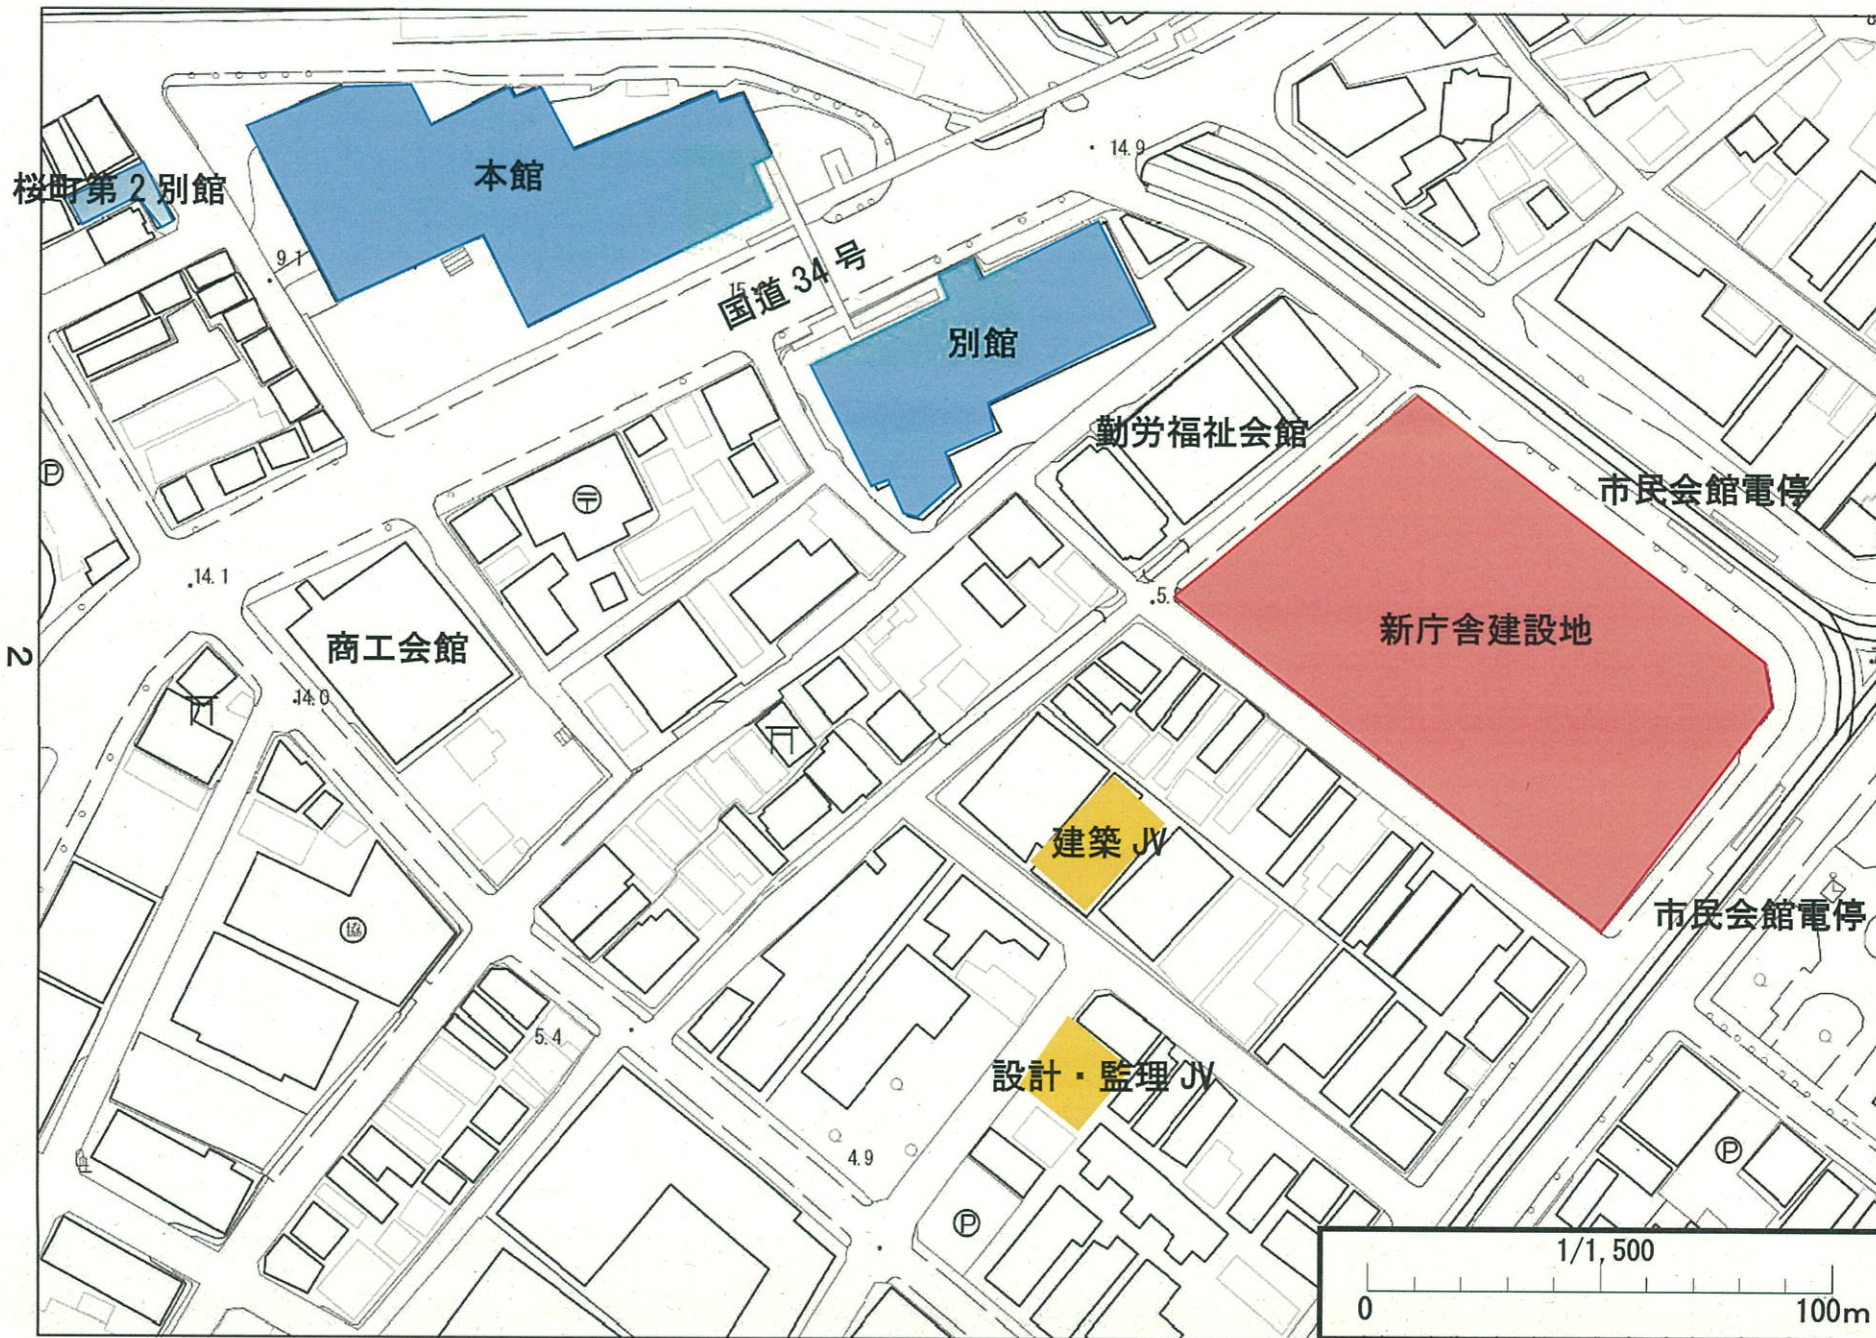 14.9
本館
桜町第2別館
9.1
国道34号
別館
勤労福祉会館
市民会館電停
P
〒
14.1
5.
新庁舎建設地
商工会館
2
14.0
建築JV
市民会館電停
協
5.4
設計・監理JV
4.9
P
P
1/1,500
0
100m